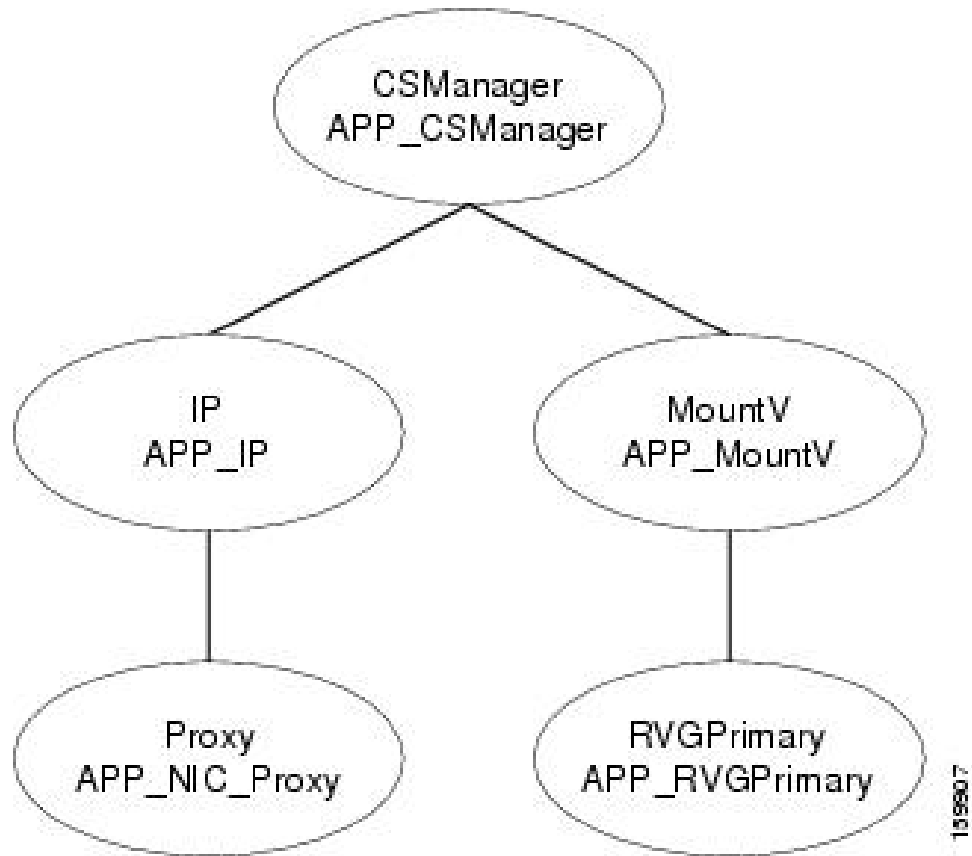 CSManager
APP_CSManager
IP
APP_IP
MountV
APP_MountV
Proxy
APP_NIC_Proxy
RVGPrimary
APP_RVGPrimary
159907